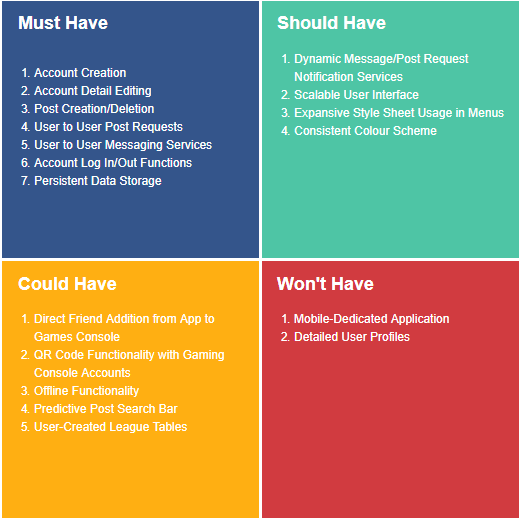 Must Have
1. Account Creation
2. Account Detail Editing
3. Post Creation/Deletion
4. User to User Post Requests
5. User to User Messaging Services
6. Account Log In/Out Functions
7. Persistent Data Storage
Should Have
1. Dynamic Message/Post Request
Notification Services
2. Scalable User Interface
3. Expansive Style Sheet Usage in Menus
4. Consistent Colour Scheme
Could Have
1. Direct Friend Addition from App to
Games Console
2. QR Code Functionality with Gaming
Console Accounts
3. Offline Functionality
4. Predictive Post Search Bar
5. User-Created League Tables
Won't Have
1. Mobile-Dedicated Application
2. Detailed User Profiles